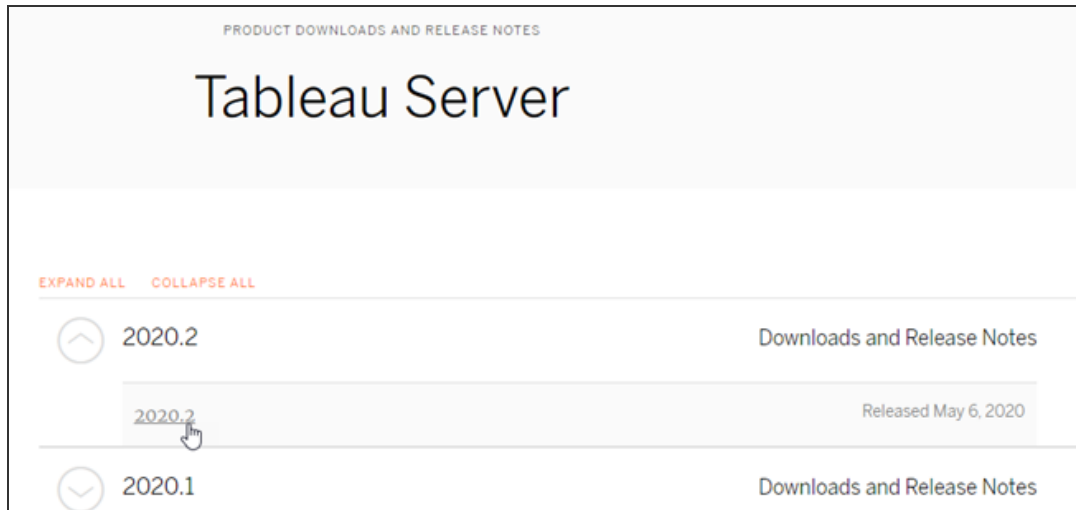 PRODUCT DOWNLOADS AND RELEASE NOTES
Tableau Server
EXPAND ALL COLLAPSE ALL
2020.2 Downloads and Release Notes
2020.2 Released May 6, 2020
2020.1 Downloads and Release Notes